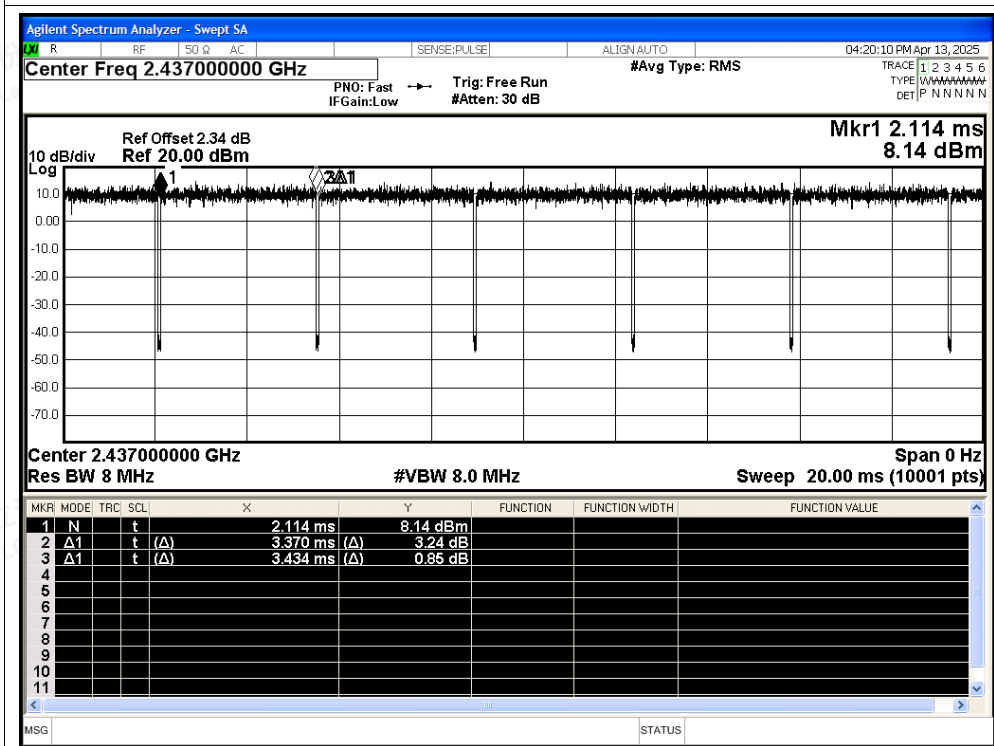 Agilent Spectrum Analyzer - Swept SA
LXI R RF 50 Ω AC SENSE:PULSE ALIGN AUTO 04:20:10 PM Apr 13, 2025
Center Freq 2.437000000 GHz #Avg Type: RMS TRACE 1 2 3 4 5 6
PNO: Fast Trig: Free Run TYPE WWWWWW
IFGain:Low #Atten: 30 dB DET P N N N N N
Mkr1 2.114 ms
8.14 dBm
Ref Offset 2.34 dB
10 dB/div Ref 20.00 dBm
Log
1
10.0
0.00
-10.0
-20.0
-30.0
-40.0
-50.0
-60.0
-70.0
Center 2.437000000 GHz Span 0 Hz
Res BW 8 MHz #VBW 8.0 MHz Sweep 20.00 ms (10001 pts)
MKR MODE TRC SCL X Y FUNCTION FUNCTION WIDTH FUNCTION VALUE
1 N t 2.114 ms 8.14 dBm
2 Δ1 t (Δ) 3.370 ms (Δ) 3.24 dB
3 Δ1 t (Δ) 3.434 ms (Δ) 0.85 dB
4
5
6
7
8
9
10
11
MSG STATUS